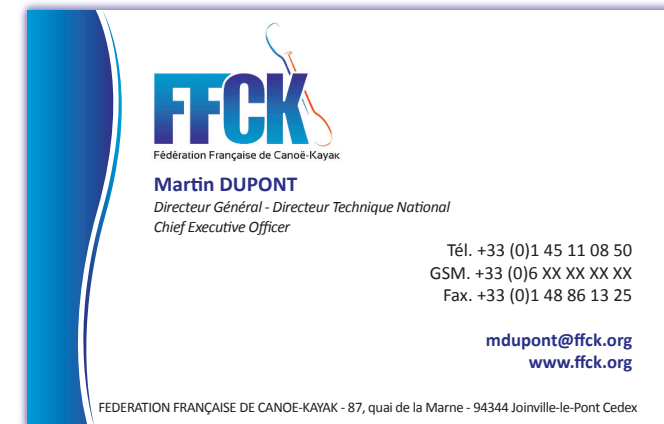 FFCK
Fédération Française de Canoë-Kayak
Martin DUPONT
Directeur Général - Directeur Technique National
Chief Executive Officer
Tél. +33 (0)1 45 11 08 50
GSM. +33 (0)6 XX XX XX XX
Fax. +33 (0)1 48 86 13 25
mdupont@ffck.org
www.ffck.org
FEDERATION FRANÇAISE DE CANOE-KAYAK - 87, quai de la Marne - 94344 Joinville-le-Pont Cedex